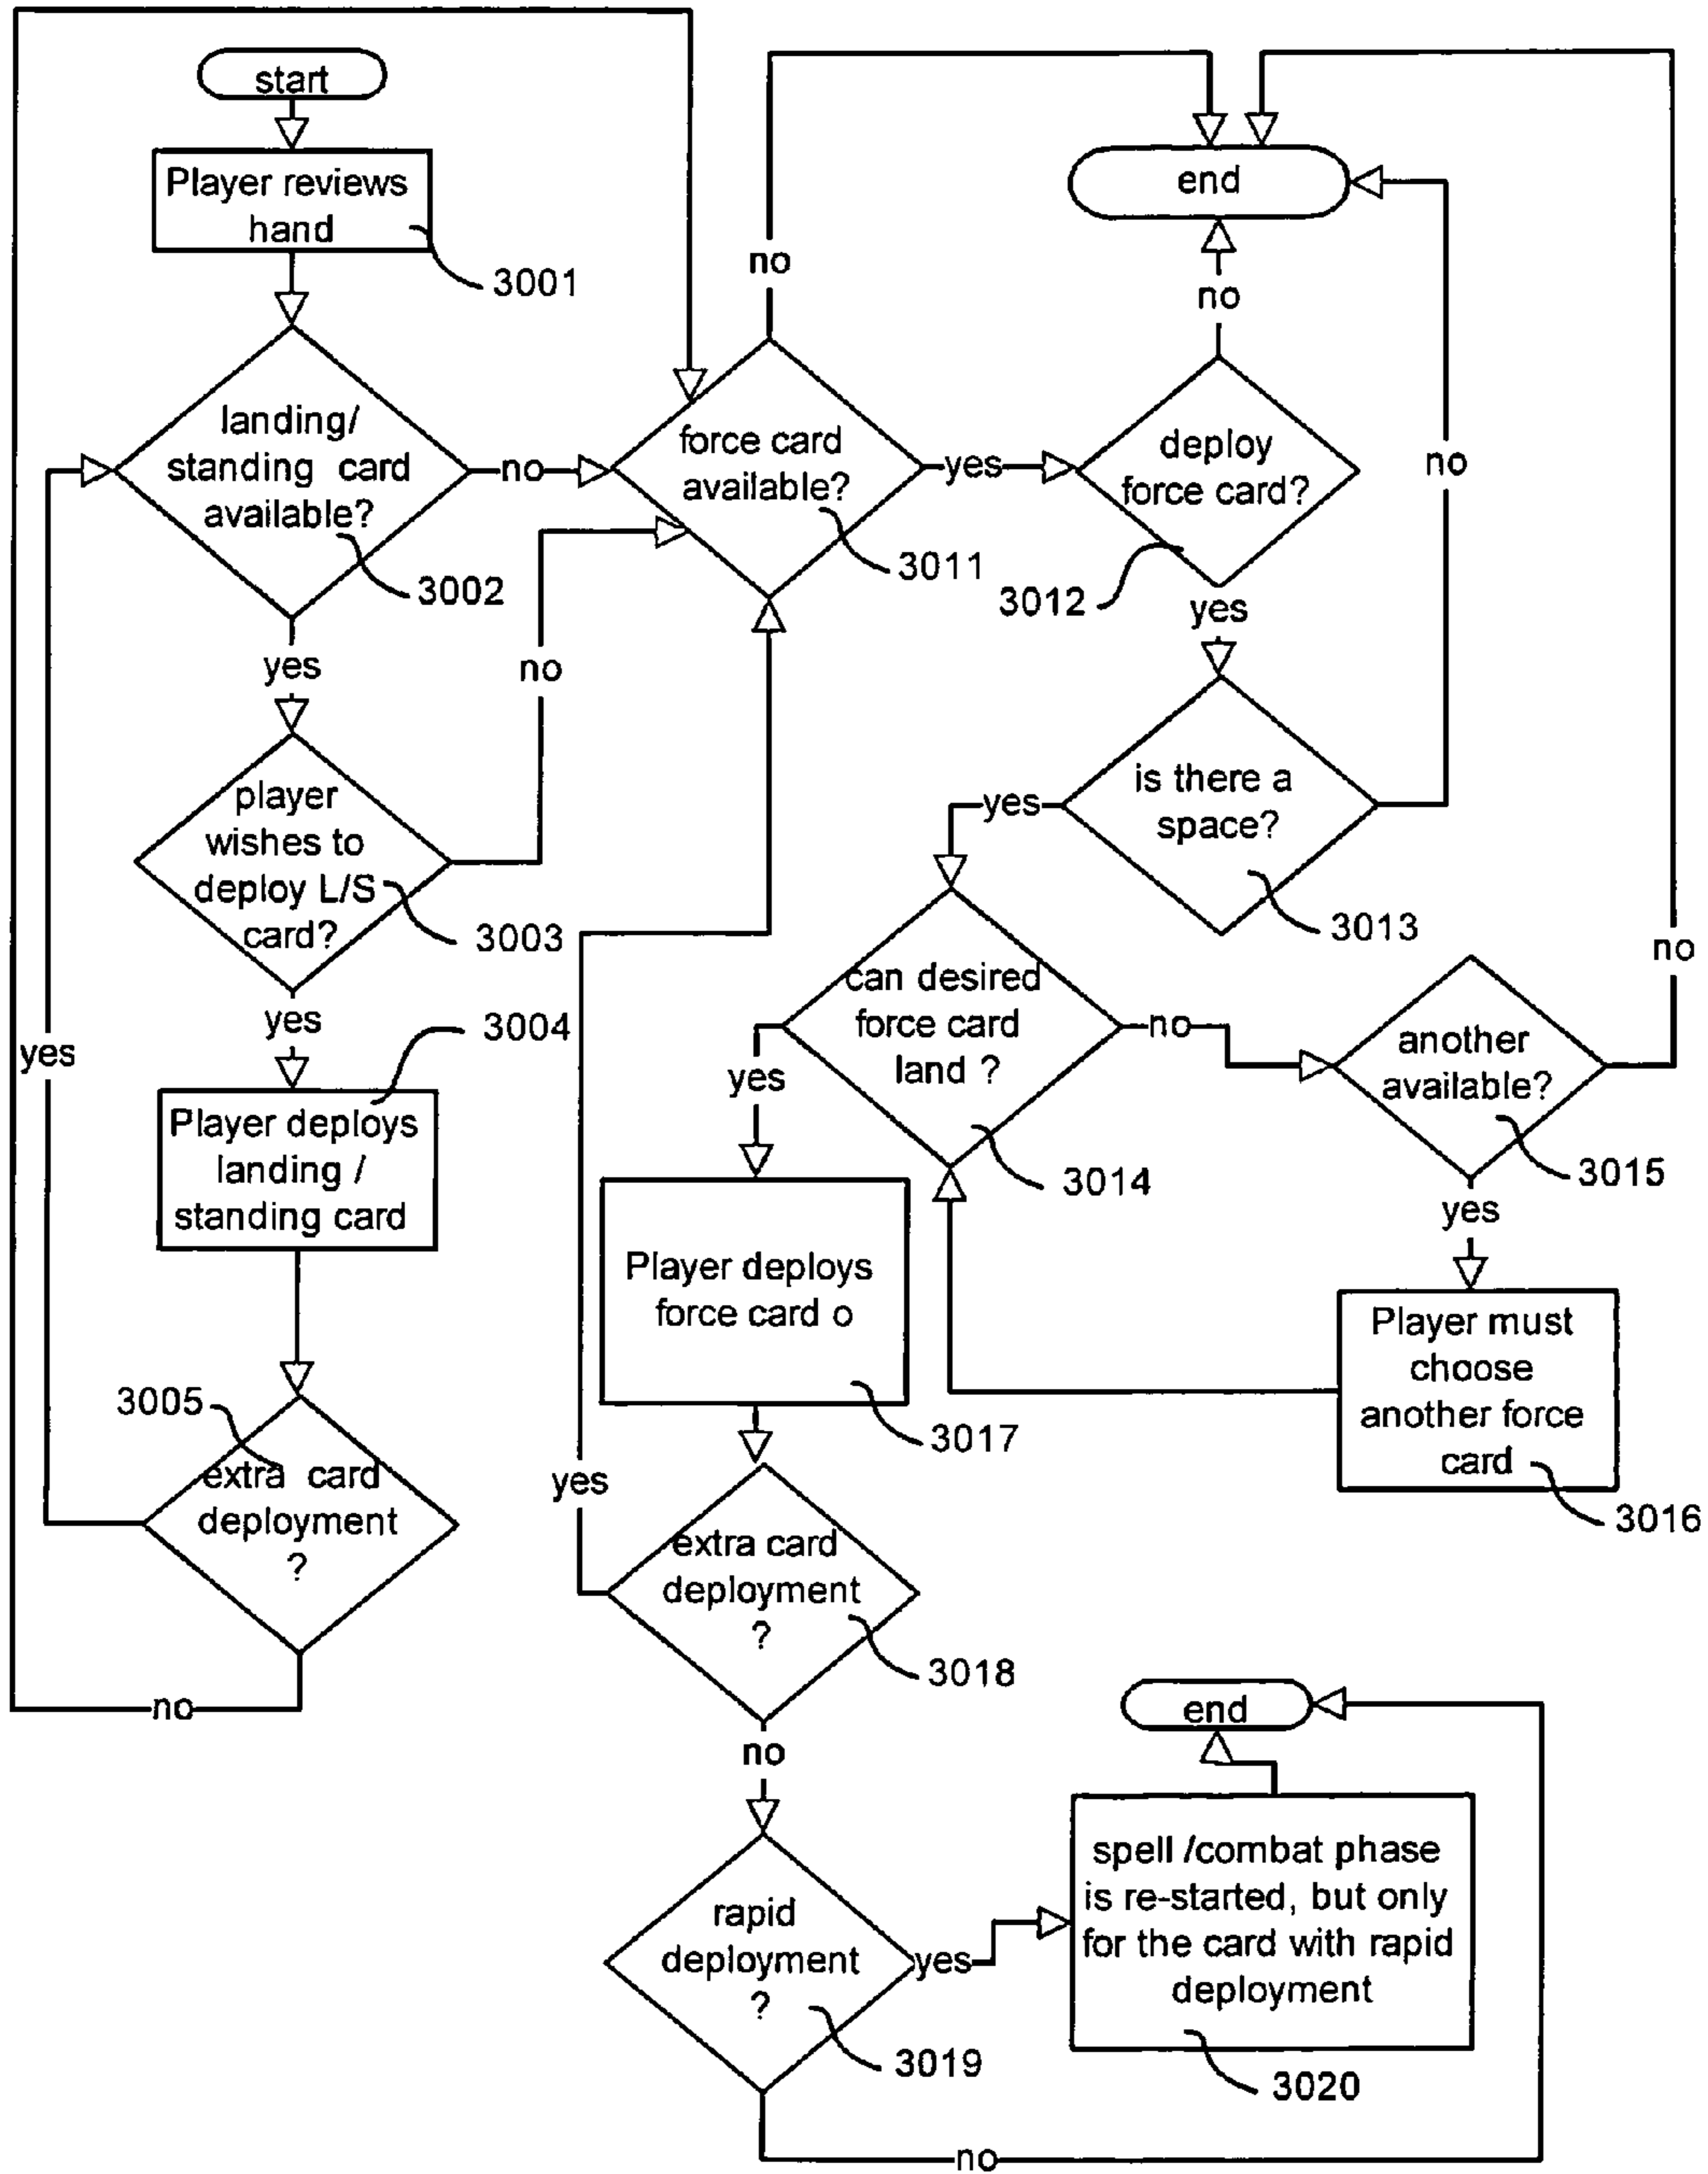 start
Player reviews
hand
3001
landing/
standing card
available?
3002
no
yes
player
wishes to
deploy L/S
card?
3003
no
yes
3004
Player deploys
landing /
standing card
yes
3005
extra card
deployment
?
no
force card
available?
3011
no
yes
end
no
deploy
force card?
3012
yes
no
is there a
space?
3013
yes
can desired
force card
land ?
3014
no
yes
another
available?
3015
no
yes
Player must
choose
another force
card
3016
Player deploys
force card o
3017
yes
extra card
deployment
?
3018
no
rapid
deployment
?
3019
yes
end
spell /combat phase
is re-started, but only
for the card with rapid
deployment
3020
no